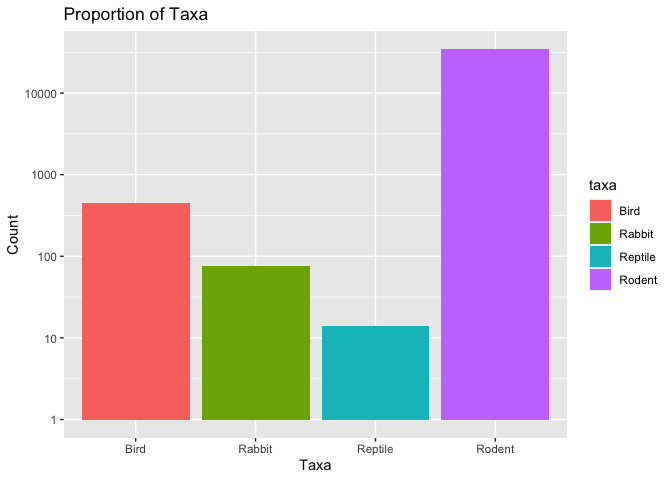 Proportion of Taxa
10000
1000
100
10
1
Count
Bird
Rabbit
Reptile
Rodent
Taxa
taxa
Bird
Rabbit
Reptile
Rodent